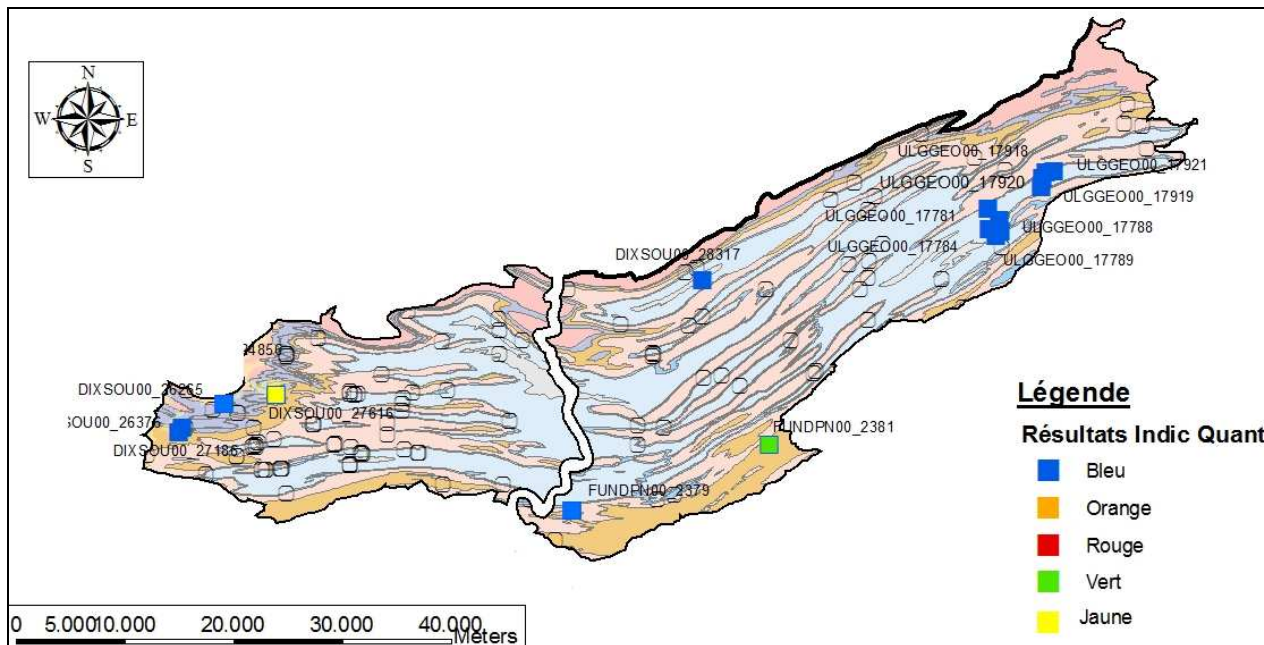 N
W E
S
ULGGEO00_17918
ULGGEO00_17921
ULGGEO00_17920
ULGGEO00_17919
ULGGEO00_17781
ULGGEO00_17788
DIXSOU00_28317
ULGGEO00_17784
ULGGEO00_17789
DIXSOU00_26265
DIXSOU00_27616
SOU00_26376
DIXSOU00_27186
FUNDPN00_2381
FUNDPN00_2379
Légende
Résultats Indic Quant
Bleu
Orange
Rouge
Vert
Jaune
0 5.000 10.000 20.000 30.000 40.000
Meters